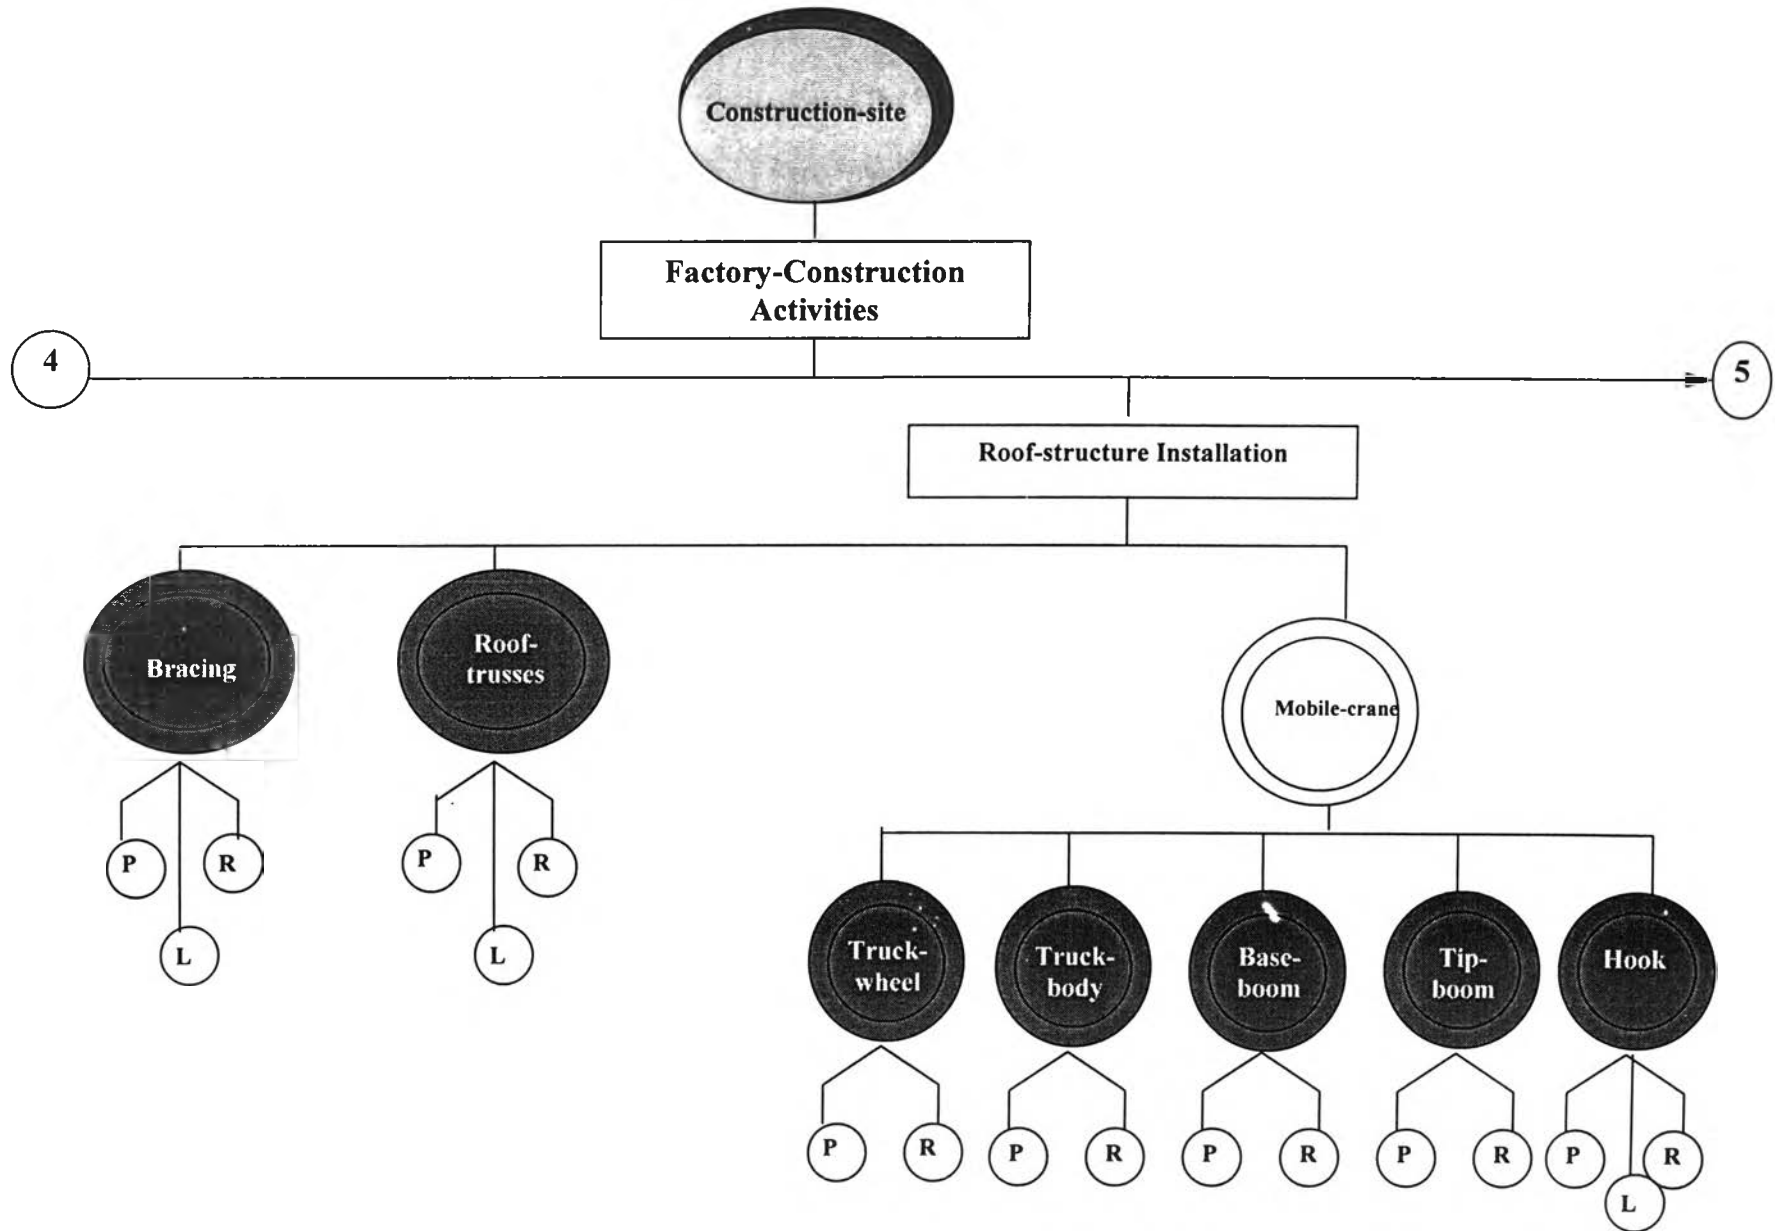 Construction-site
Factory-Construction
Activities
4
5
Roof-structure Installation
Bracing
Roof-
trusses
Mobile-crane
P
R
L
P
R
L
Truck-
wheel
Truck-
body
Base-
boom
Tip-
boom
Hook
P
R
P
R
P
R
P
R
P
R
L